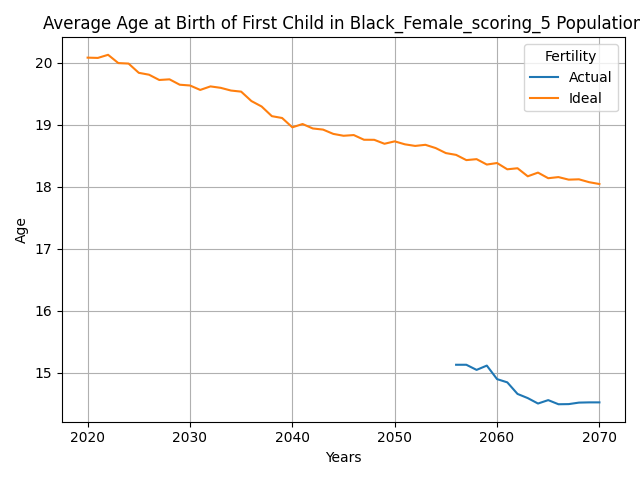 Average Age at Birth of First Child in Black_Female_scoring_5 Population
Fertility
Actual
Ideal
20
19
18
17
16
15
Age
2020 2030 2040 2050 2060 2070
Years